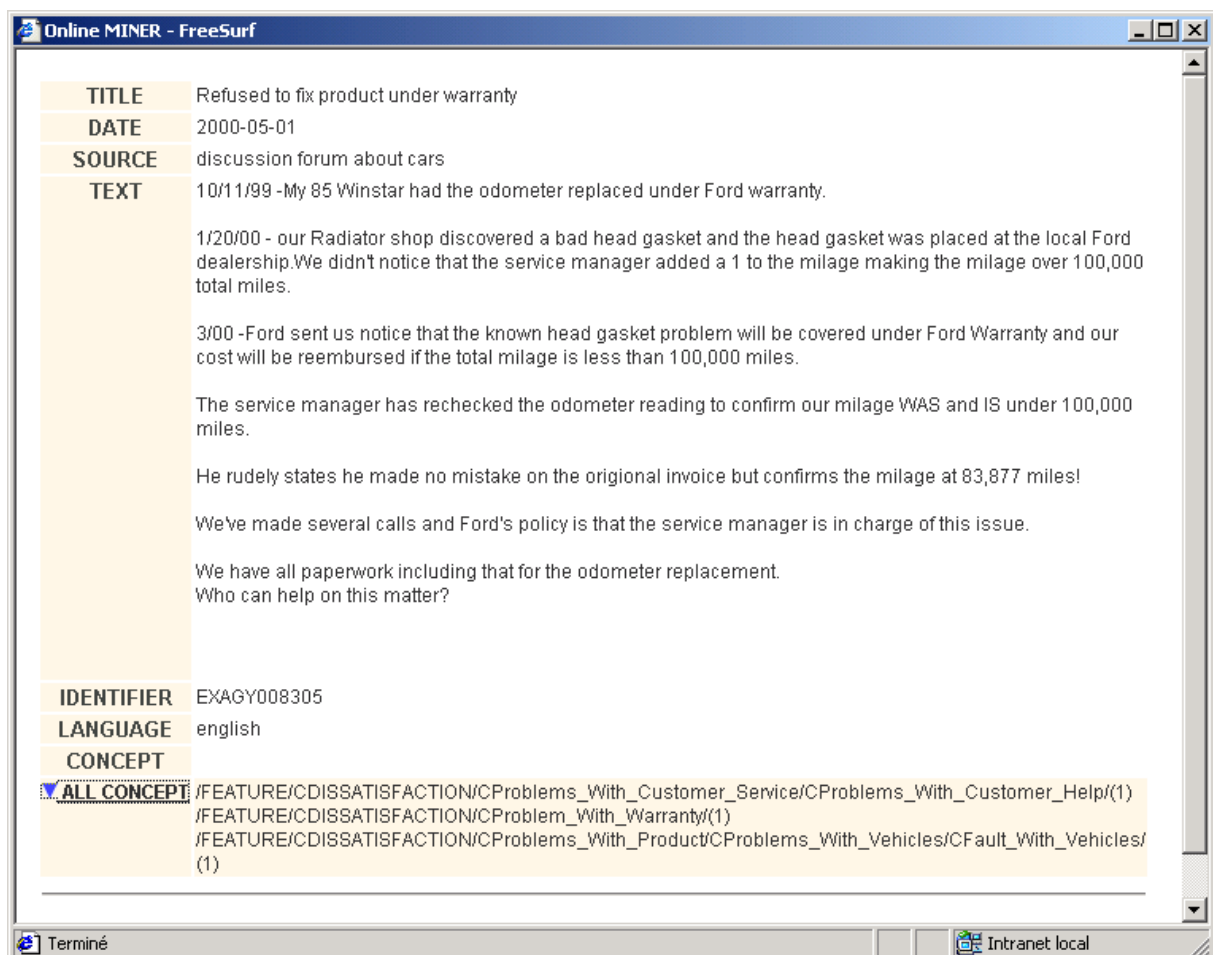 Online MINER - FreeSurf
TITLE Refused to fix product under warranty
DATE 2000-05-01
SOURCE discussion forum about cars
TEXT 10/11/99 -My 85 Winstar had the odometer replaced under Ford warranty.
1/20/00 - our Radiator shop discovered a bad head gasket and the head gasket was placed at the local Ford
dealership.We didn't notice that the service manager added a 1 to the milage making the milage over 100,000
total miles.
3/00 -Ford sent us notice that the known head gasket problem will be covered under Ford Warranty and our
cost will be reembursed if the total milage is less than 100,000 miles.
The service manager has rechecked the odometer reading to confirm our milage WAS and IS under 100,000
miles.
He rudely states he made no mistake on the origional invoice but confirms the milage at 83,877 miles!
We've made several calls and Ford's policy is that the service manager is in charge of this issue.
We have all paperwork including that for the odometer replacement.
Who can help on this matter?
IDENTIFIER EXAGY008305
LANGUAGE english
CONCEPT
ALL CONCEPT /FEATURE/CDISSATISFACTION/CProblems_With_Customer_Service/CProblems_With_Customer_Help/(1)
/FEATURE/CDISSATISFACTION/CProblem_With_Warranty/(1)
/FEATURE/CDISSATISFACTION/CProblems_With_Product/CProblems_With_Vehicles/CFault_With_Vehicles/
(1)
Terminé Intranet local